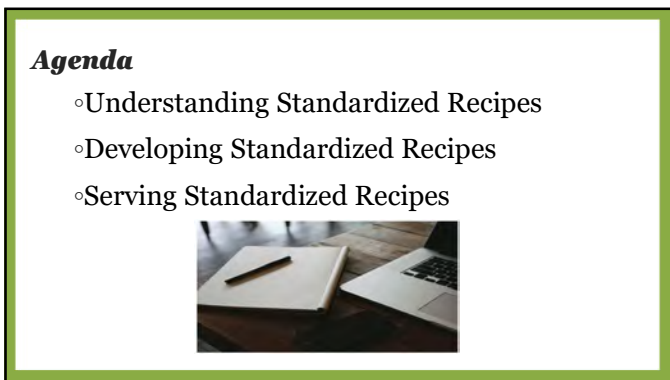 Agenda
◦Understanding Standardized Recipes
◦Developing Standardized Recipes
◦Serving Standardized Recipes